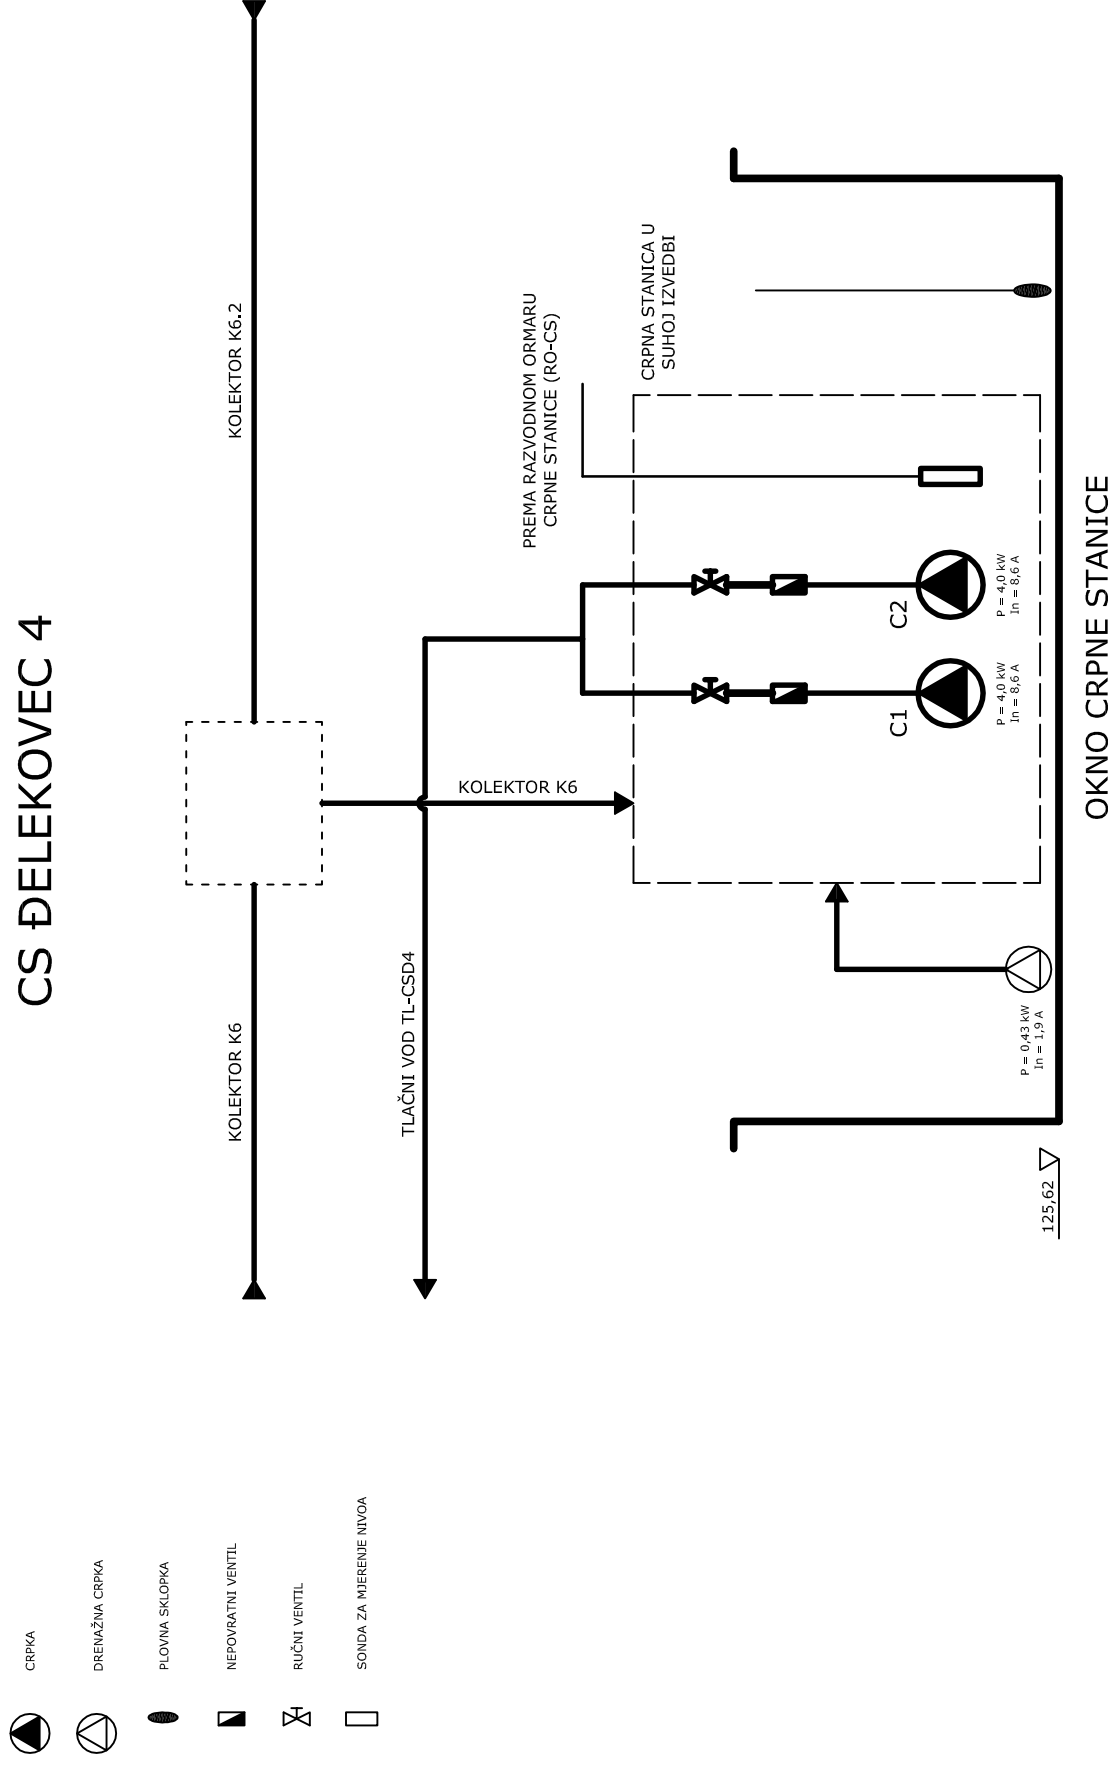 CS ĐELEKOVEC 4
KOLEKTOR K6
KOLEKTOR K6.2
TLAČNI VOD TL-CSD4
KOLEKTOR K6
PREMA RAZVODNOM ORMARU
CRPNE STANICE (RO-CS)
CRPNA STANICA U
SUHOJ IZVEDBI
C1
P = 4,0 kW
In = 8,6 A
C2
P = 4,0 kW
In = 8,6 A
P = 0,43 kW
In = 1,9 A
125,62
OKNO CRPNE STANICE
CRPKA
DRENAŽNA CRPKA
PLOVNA SKLOPKA
NEPOVRATNI VENTIL
RUČNI VENTIL
SONDA ZA MJERENJE NIVOA